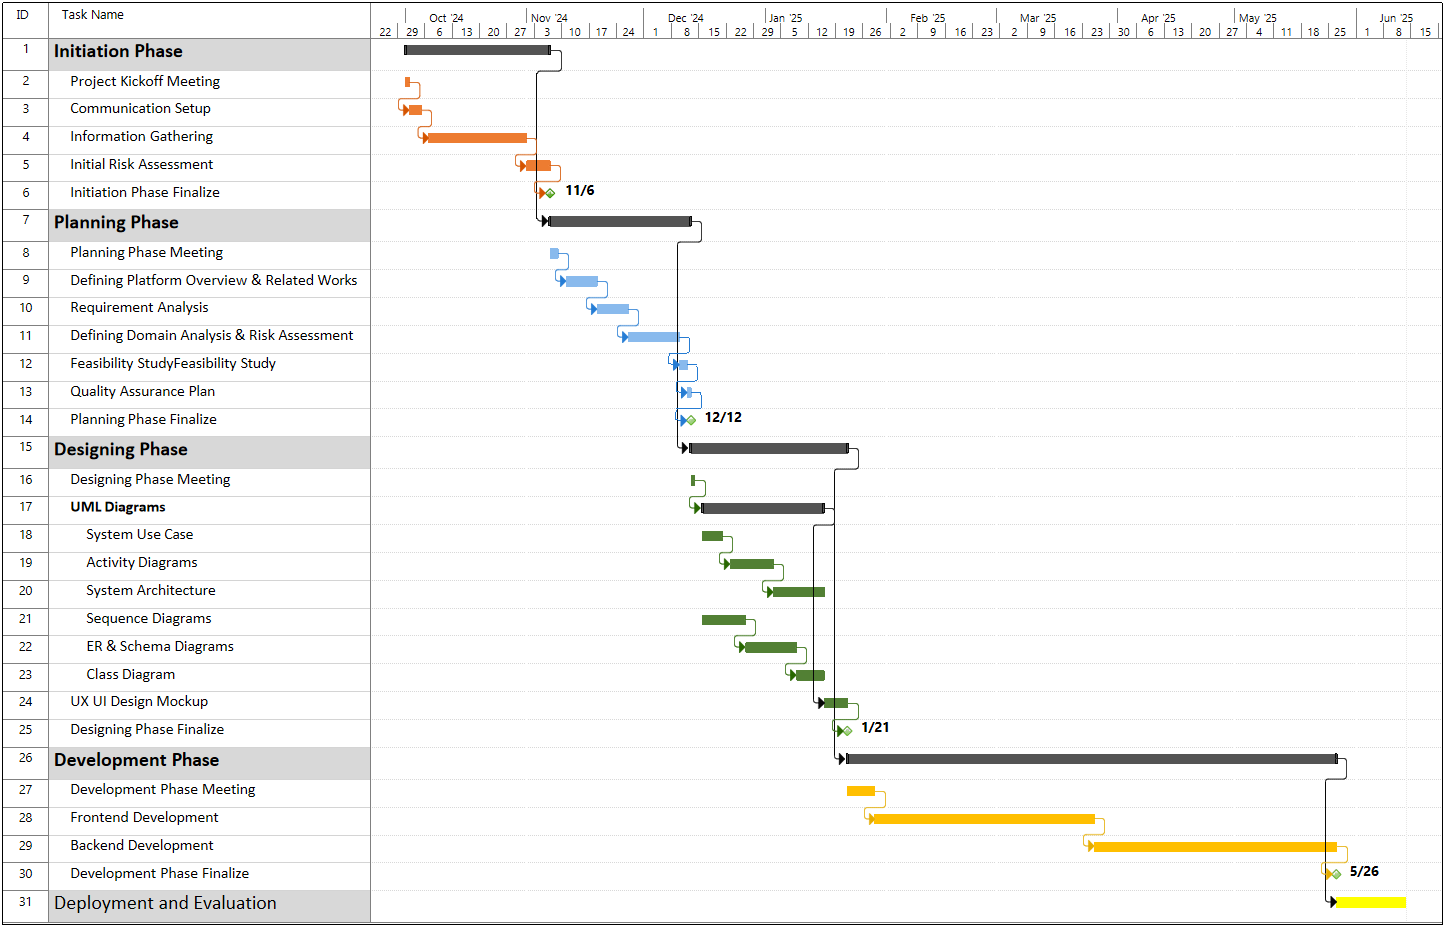 ID Task Name Oct '24 Nov '24 Dec '24 Jan '25 Feb '25 Mar '25 Apr '25 May '25 Jun '25
22 29 6 13 20 27 3 10 17 24 1 8 15 22 29 5 12 19 26 2 9 16 23 2 9 16 23 30 6 13 20 27 4 11 18 25 1 8 15
1 Initiation Phase
2 Project Kickoff Meeting
3 Communication Setup
4 Information Gathering
5 Initial Risk Assessment
6 Initiation Phase Finalize 11/6
7 Planning Phase
8 Planning Phase Meeting
9 Defining Platform Overview & Related Works
10 Requirement Analysis
11 Defining Domain Analysis & Risk Assessment
12 Feasibility StudyFeasibility Study
13 Quality Assurance Plan
14 Planning Phase Finalize 12/12
15 Designing Phase
16 Designing Phase Meeting
17 UML Diagrams
18 System Use Case
19 Activity Diagrams
20 System Architecture
21 Sequence Diagrams
22 ER & Schema Diagrams
23 Class Diagram
24 UX UI Design Mockup
25 Designing Phase Finalize 1/21
26 Development Phase
27 Development Phase Meeting
28 Frontend Development
29 Backend Development
30 Development Phase Finalize 5/26
31 Deployment and Evaluation